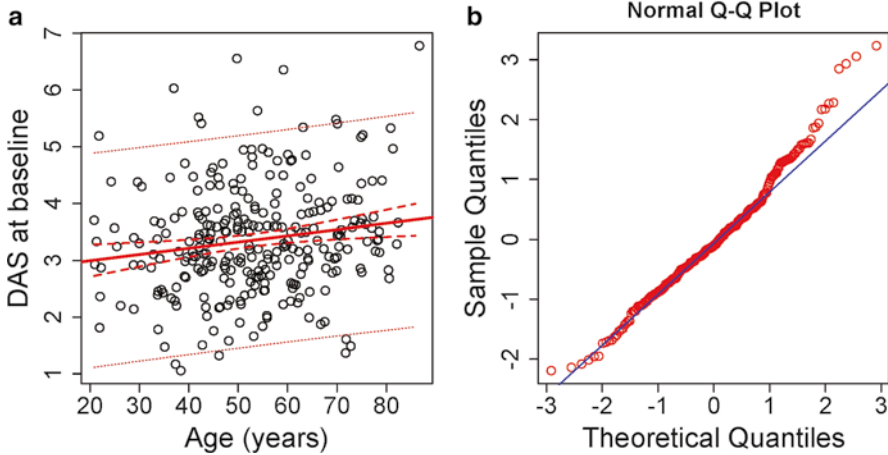 a
DAS at baseline
7
6
5
4
3
2
1
20 30 40 50 60 70 80
Age (years)
b
Normal Q-Q Plot
Sample Quantiles
3
2
1
0
-1
-2
-3 -2 -1 0 1 2 3
Theoretical Quantiles